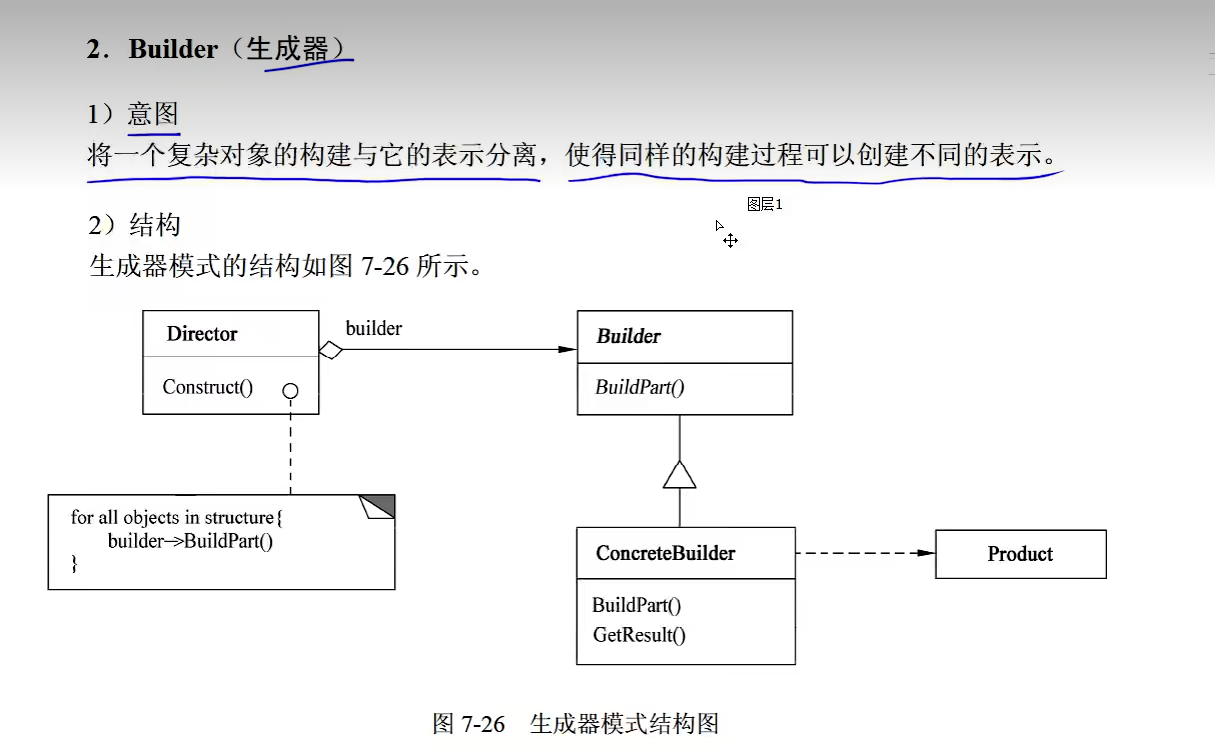 2．Builder（生成器）
1）意图
将一个复杂对象的构建与它的表示分离，使得同样的构建过程可以创建不同的表示。
图层1
2）结构
生成器模式的结构如图 7-26 所示。
Director
builder
Builder
Construct()
BuildPart()
for all objects in structure{
builder->BuildPart()
}
ConcreteBuilder
Product
BuildPart()
GetResult()
图 7-26 生成器模式结构图